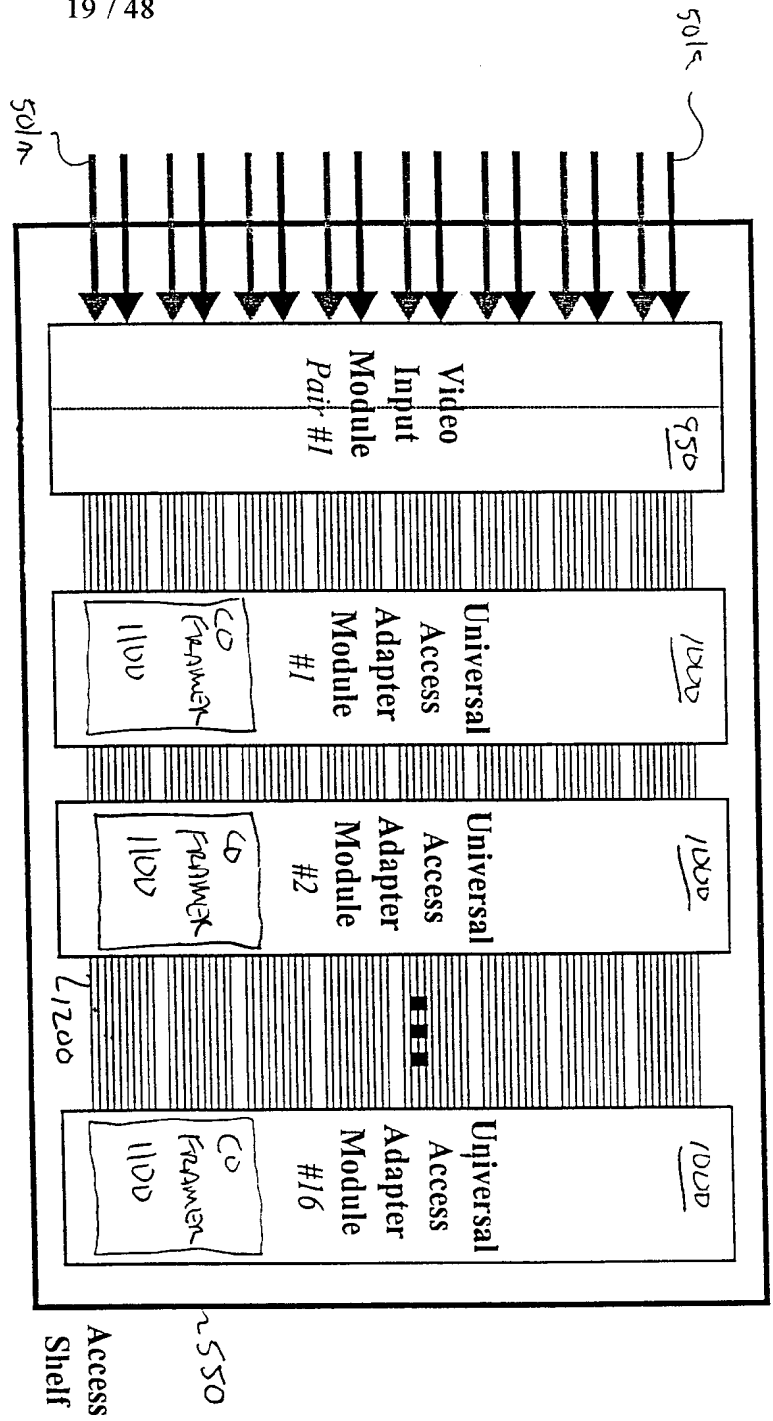 19 / 48
501a
501n
Video
Input
Module
Pair #1
950
Universal
Access
Adapter
Module
#1
1000
CO
FRAMER
1100
Universal
Access
Adapter
Module
#2
1000
CO
FRAMER
1100
1200
Universal
Access
Adapter
Module
#16
1000
CO
FRAMER
1100
550
Access
Shelf